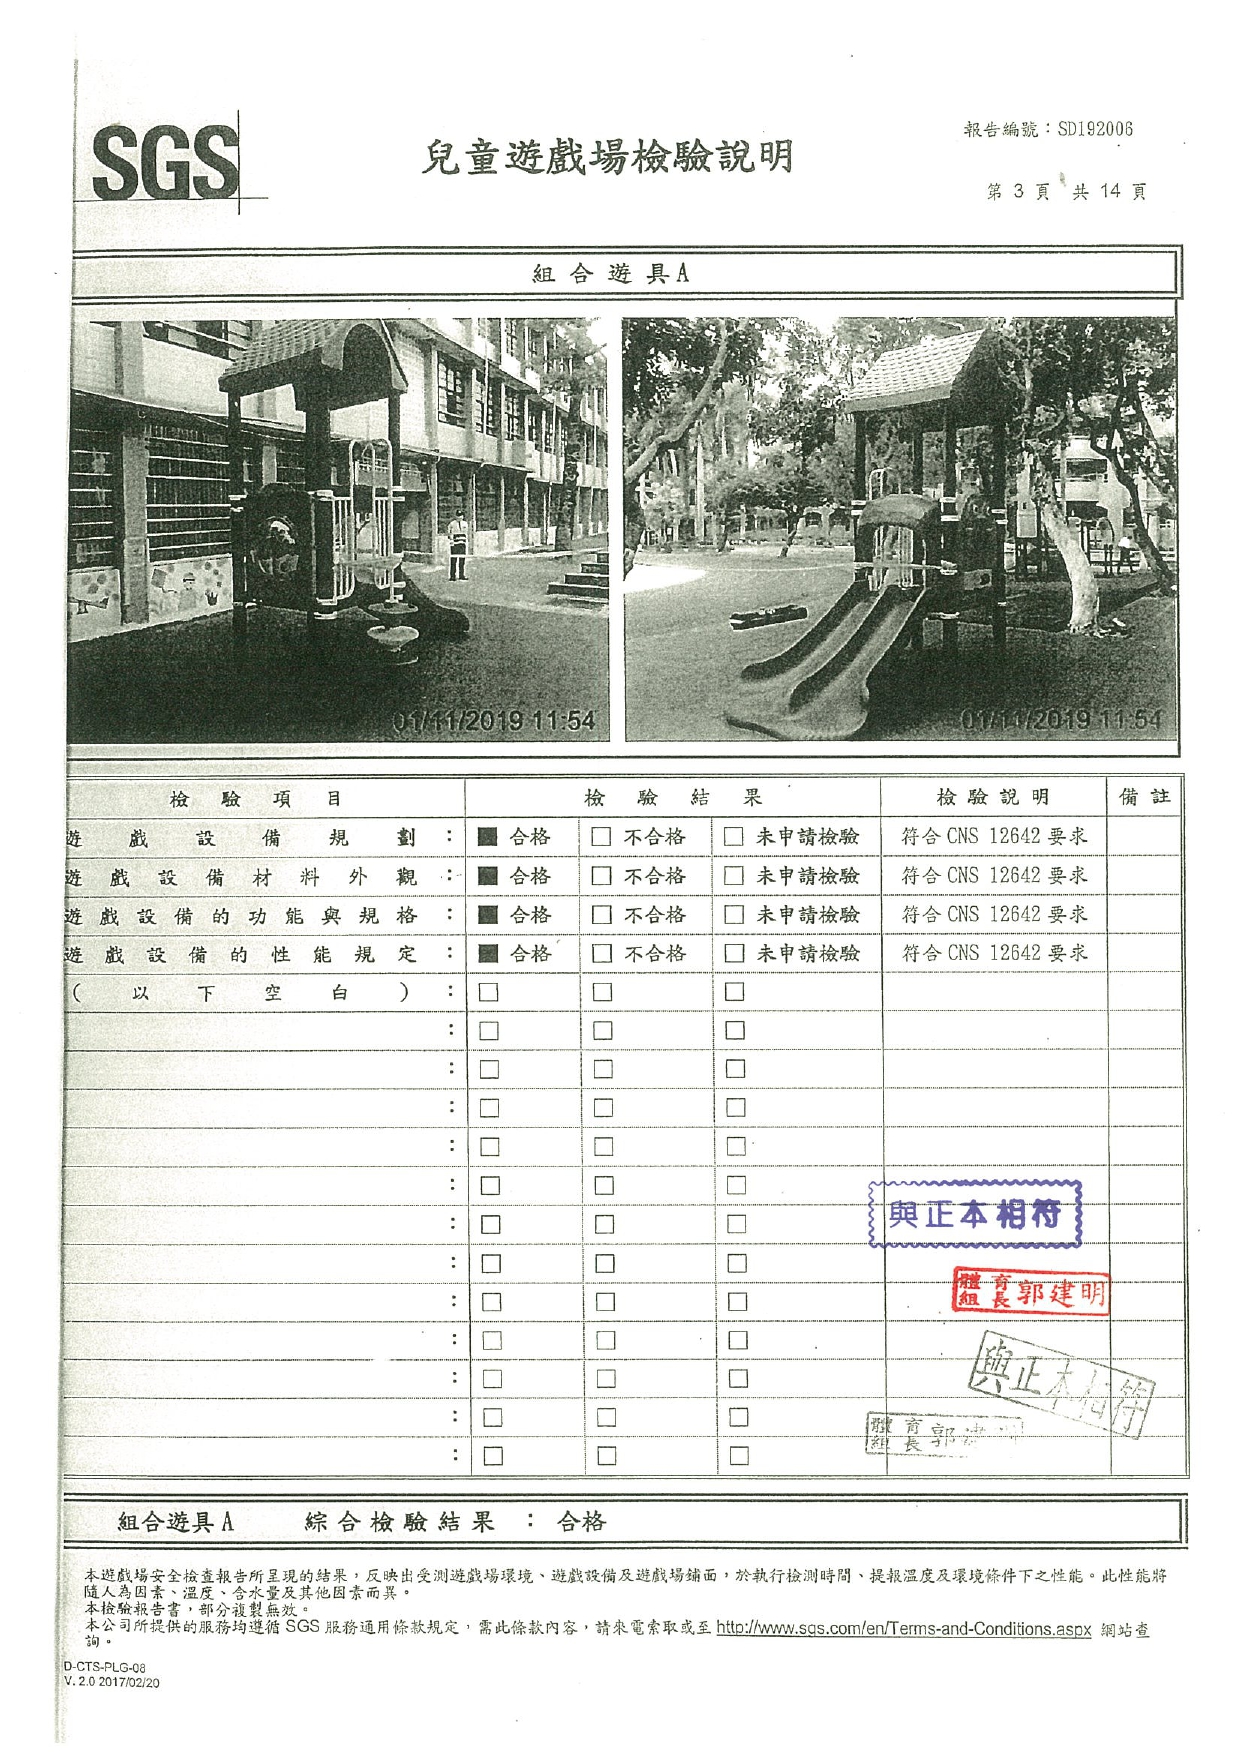 SGS
兒童遊戲場檢驗說明
報告編號：SD192006
第 3 頁 共 14 頁
組合遊具A
01/11/2019 11:54
01/11/2019 11:54
檢驗項目 檢驗結果 檢驗說明 備註
遊戲設備規劃： ■ 合格 □ 不合格 □ 未申請檢驗 符合 CNS 12642 要求
遊戲設備材料外觀： ■ 合格 □ 不合格 □ 未申請檢驗 符合 CNS 12642 要求
遊戲設備的功能與規格： ■ 合格 □ 不合格 □ 未申請檢驗 符合 CNS 12642 要求
遊戲設備的性能規定： ■ 合格 □ 不合格 □ 未申請檢驗 符合 CNS 12642 要求
(以下空白)： □ □ □
： □ □ □
： □ □ □
： □ □ □
： □ □ □
： □ □ □
： □ □ □
： □ □ □
： □ □ □
： □ □ □
： □ □ □
： □ □ □
： □ □ □
與正本相符
體育組長 郭建明
與正本相符
體育組長 郭建明
組合遊具A 綜合檢驗結果 ： 合格
本遊戲場安全檢查報告所呈現的結果，反映出受測遊戲場環境、遊戲設備及遊戲場鋪面，於執行檢測時間、提報溫度及環境條件下之性能。此性能將
隨人為因素、溫度、含水量及其他因素而異。
本檢驗報告書，部分複製無效。
本公司所提供的服務均遵循 SGS 服務通用條款規定，需此條款內容，請來電索取或至 http://www.sgs.com/en/Terms-and-Conditions.aspx 網站查
詢。
D-CTS-PLG-08
V. 2.0 2017/02/20